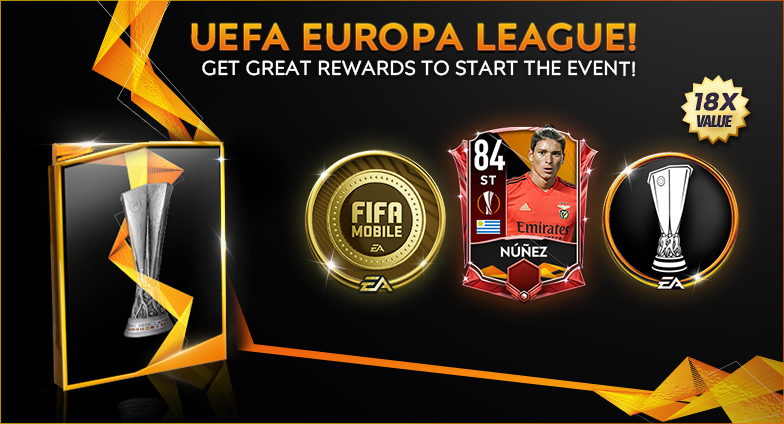 UEFA EUROPA LEAGUE!
GET GREAT REWARDS TO START THE EVENT!
18X
VALUE
84
ST
FIFA
MOBILE
EA
EA
Emirates
NÚÑEZ
EA